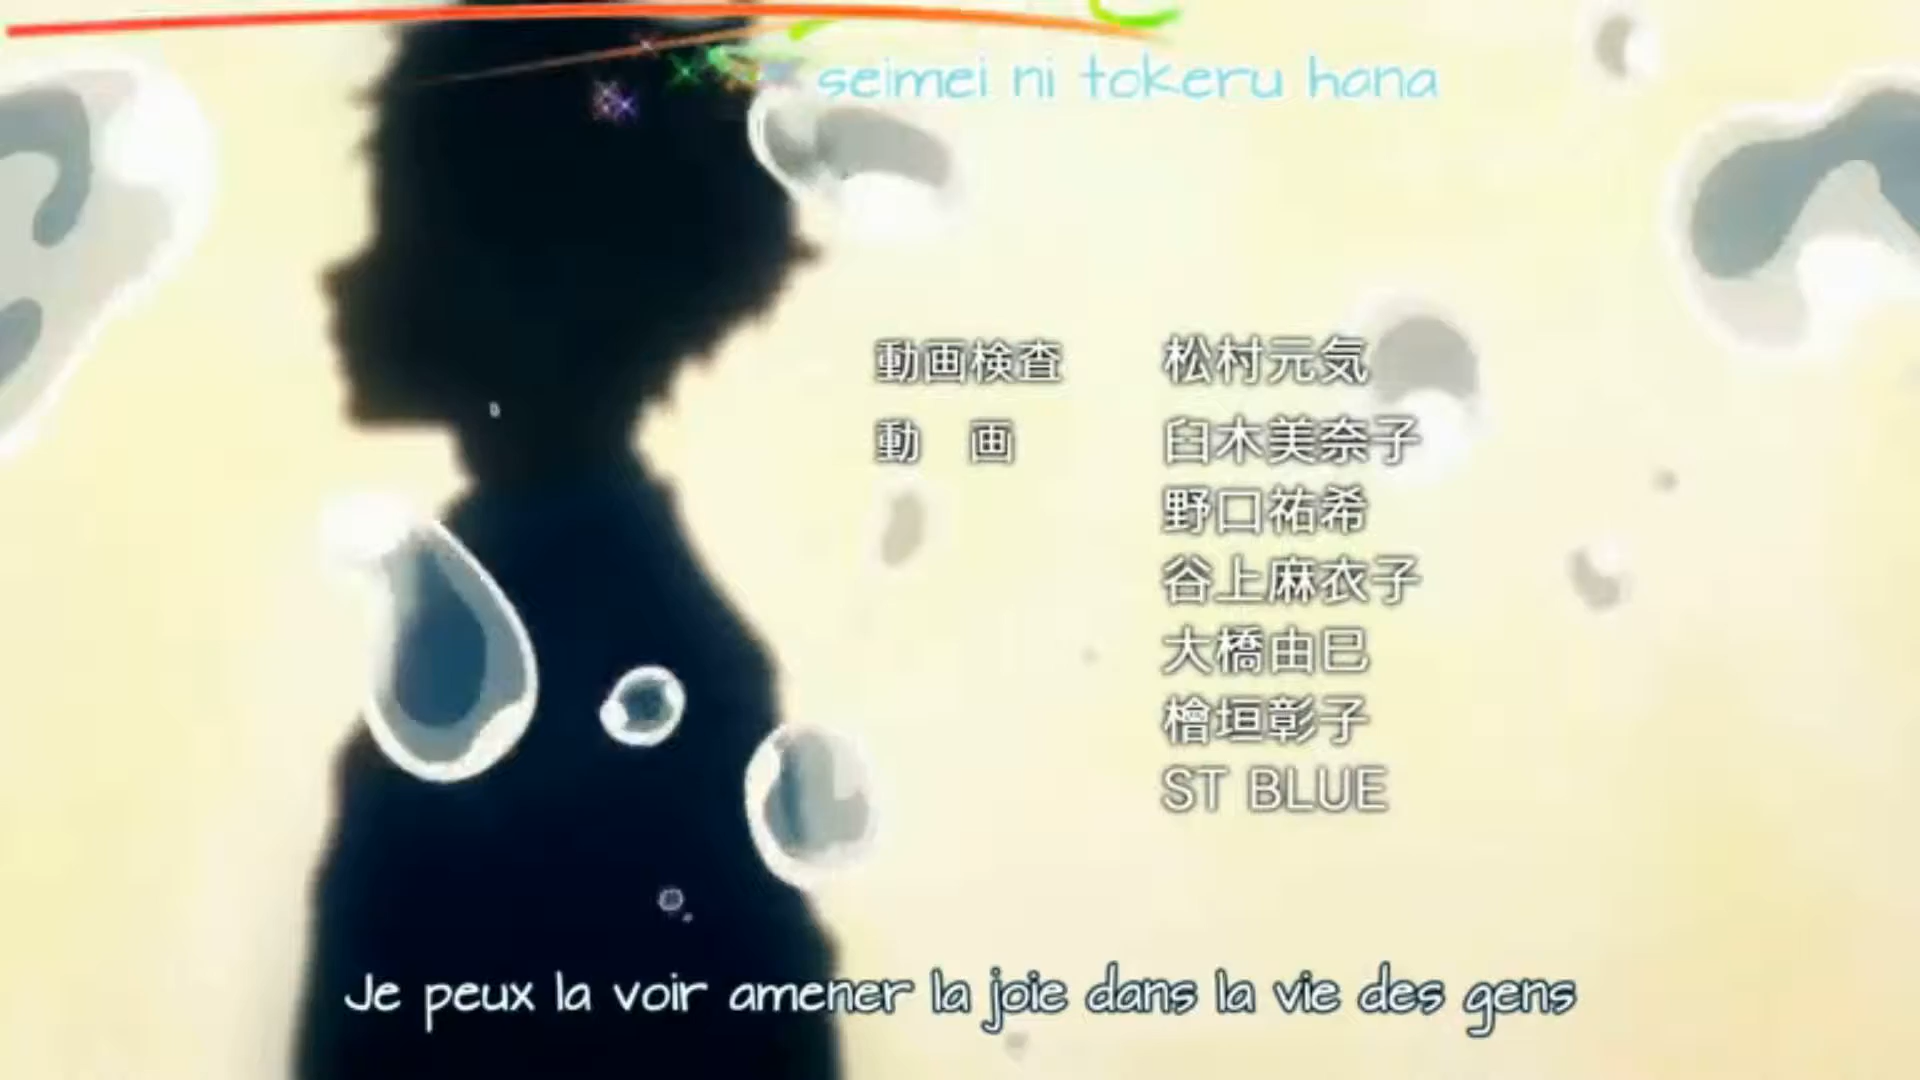 seimei ni tokeru hana
動画検査 松村元気
動 画 臼木美奈子
野口祐希
谷上麻衣子
大橋由巳
檜垣彰子
ST BLUE
Je peux la voir amener la joie dans la vie des gens